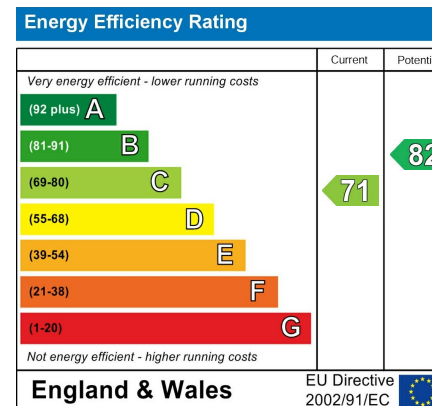 Energy Efficiency Rating
Current Potenti
Very energy efficient - lower running costs
(92 plus) A
(81-91) B
82
(69-80) C
71
(55-68) D
(39-54) E
(21-38) F
(1-20) G
Not energy efficient - higher running costs
England & Wales
EU Directive
2002/91/EC